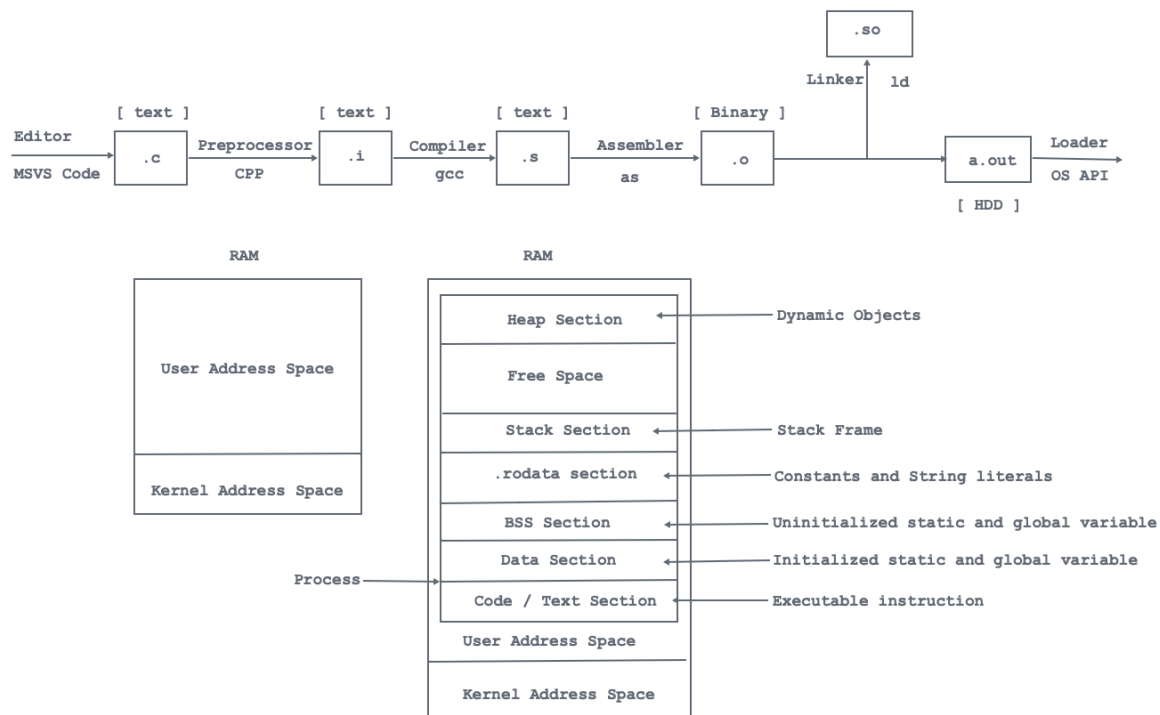 .so
Linker ld
[ text ] [ text ] [ text ] [ Binary ]
Editor Preprocessor Compiler Assembler Loader
.c .i .s .o a.out
MSVS Code CPP gcc as OS API
[ HDD ]
RAM RAM
Heap Section Dynamic Objects
User Address Space Free Space
Stack Section Stack Frame
Kernel Address Space .rodata section Constants and String literals
BSS Section Uninitialized static and global variable
Data Section Initialized static and global variable
Process
Code / Text Section Executable instruction
User Address Space
Kernel Address Space